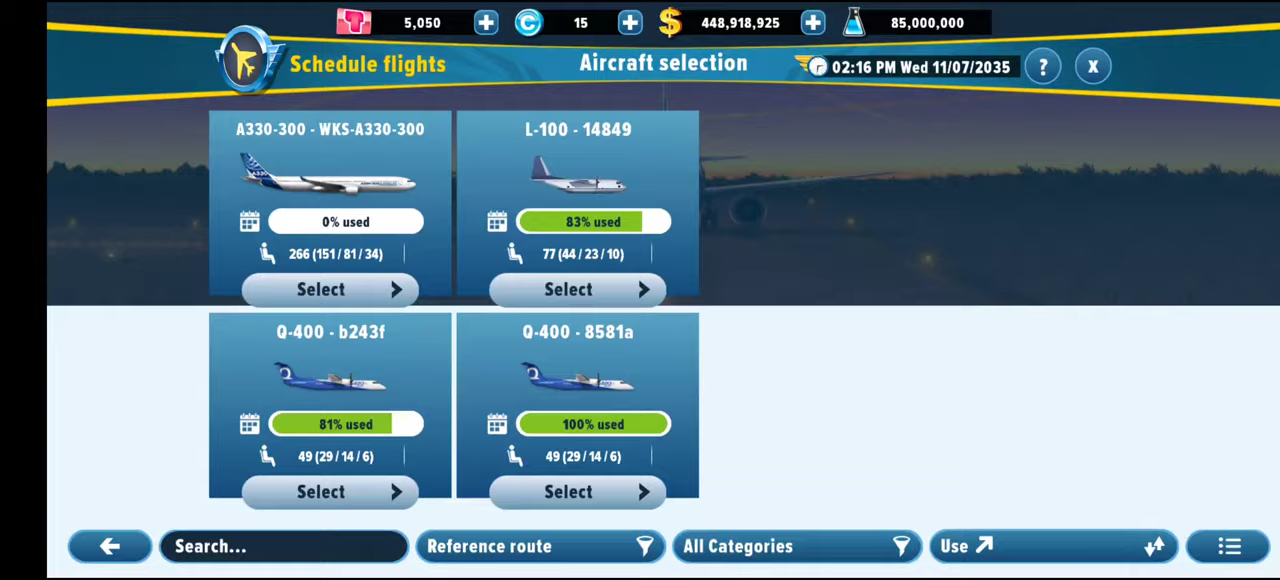 5,050 15 448,918,925 85,000,000
Schedule flights Aircraft selection 02:16 PM Wed 11/07/2035 ? X
A330-300 - WKS-A330-300 L-100 - 14849
0% used 83% used
266 (151/81/34) 77 (44/23/10)
Select Select
Q-400 - b243f Q-400 - 8581a
81% used 100% used
49 (29/14/6) 49 (29/14/6)
Select Select
Search... Reference route All Categories Use